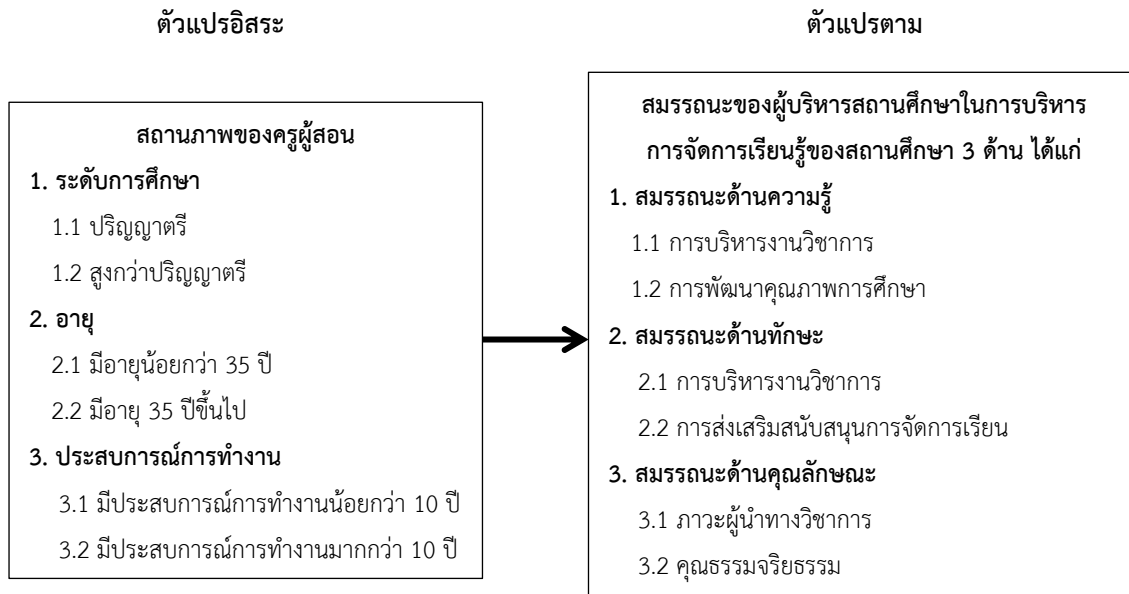 ตัวแปรอิสระ
สถานภาพของครูผู้สอน
1. ระดับการศึกษา
1.1 ปริญญาตรี
1.2 สูงกว่าปริญญาตรี
2. อายุ
2.1 มีอายุน้อยกว่า 35 ปี
2.2 มีอายุ 35 ปีขึ้นไป
3. ประสบการณ์การทำงาน
3.1 มีประสบการณ์การทำงานน้อยกว่า 10 ปี
3.2 มีประสบการณ์การทำงานมากกว่า 10 ปี
ตัวแปรตาม
สมรรถนะของผู้บริหารสถานศึกษาในการบริหาร
การจัดการเรียนรู้ของสถานศึกษา 3 ด้าน ได้แก่
1. สมรรถนะด้านความรู้
1.1 การบริหารงานวิชาการ
1.2 การพัฒนาคุณภาพการศึกษา
2. สมรรถนะด้านทักษะ
2.1 การบริหารงานวิชาการ
2.2 การส่งเสริมสนับสนุนการจัดการเรียน
3. สมรรถนะด้านคุณลักษณะ
3.1 ภาวะผู้นำทางวิชาการ
3.2 คุณธรรมจริยธรรม